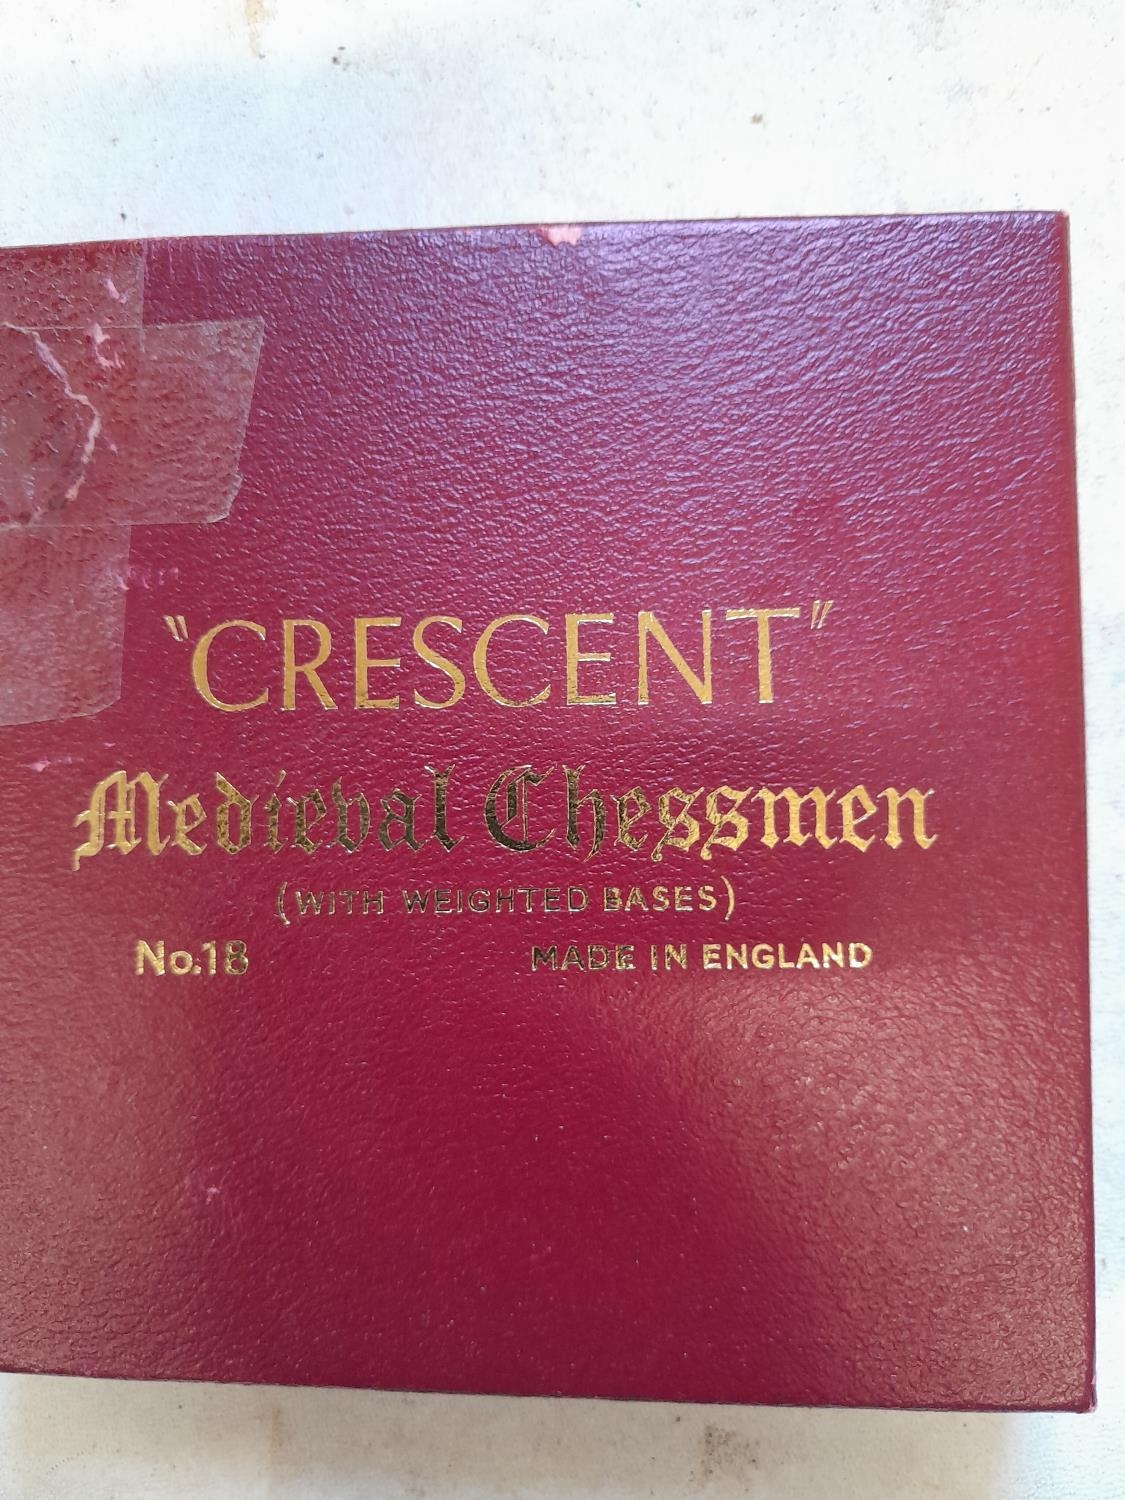 "CRESCENT"
Medieval Chessmen
(WITH WEIGHTED BASES)
No.18 MADE IN ENGLAND